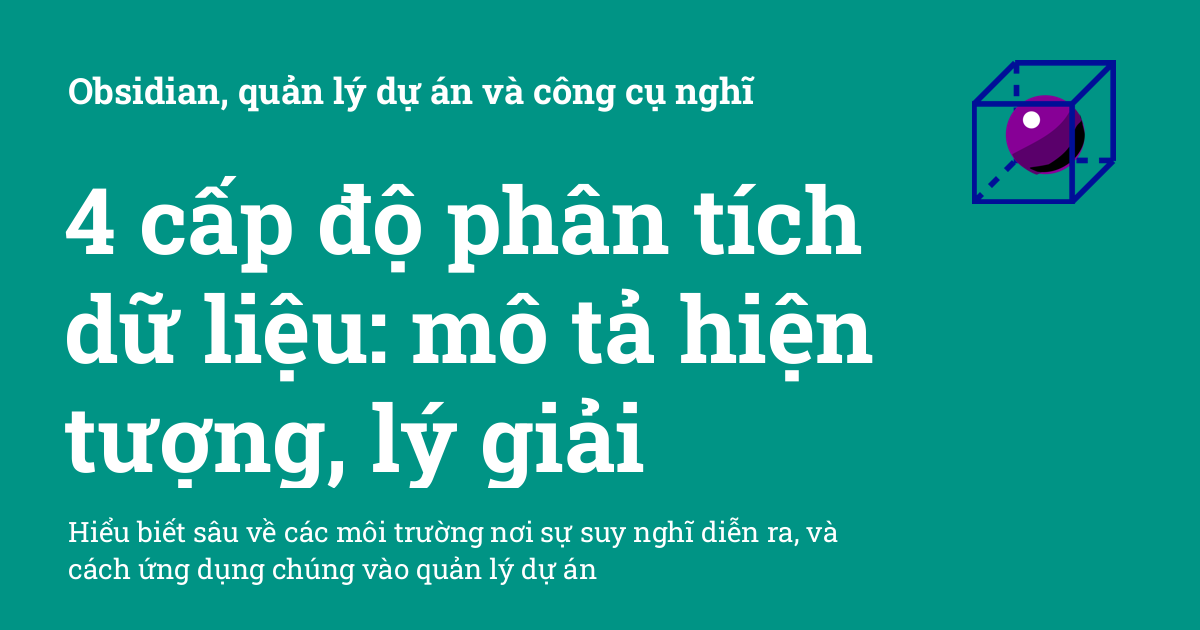 Obsidian, quản lý dự án và công cụ nghĩ
4 cấp độ phân tích
dữ liệu: mô tả hiện
tượng, lý giải
Hiểu biết sâu về các môi trường nơi sự suy nghĩ diễn ra, và
cách ứng dụng chúng vào quản lý dự án